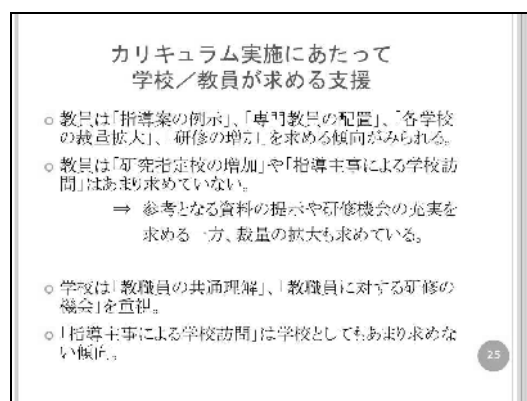 カリキュラム実施にあたって
学校／教員が求める支援
○ 教員は「指導案の例示」、「専門教員の配置」、「各学校
の裁量拡大」、「研修の増加」を求める傾向がみられる。
○ 教員は「研究指定校の増加」や「指導主事による学校訪
問」はあまり求めていない。
⇒ 参考となる資料の提示や研修機会の充実を
求める一方、裁量の拡大も求めている。
○ 学校は「教職員の共通理解」、「教職員に対する研修の
機会」を重視。
○ 「指導主事による学校訪問」は学校としてもあまり求めな
い傾向。
25